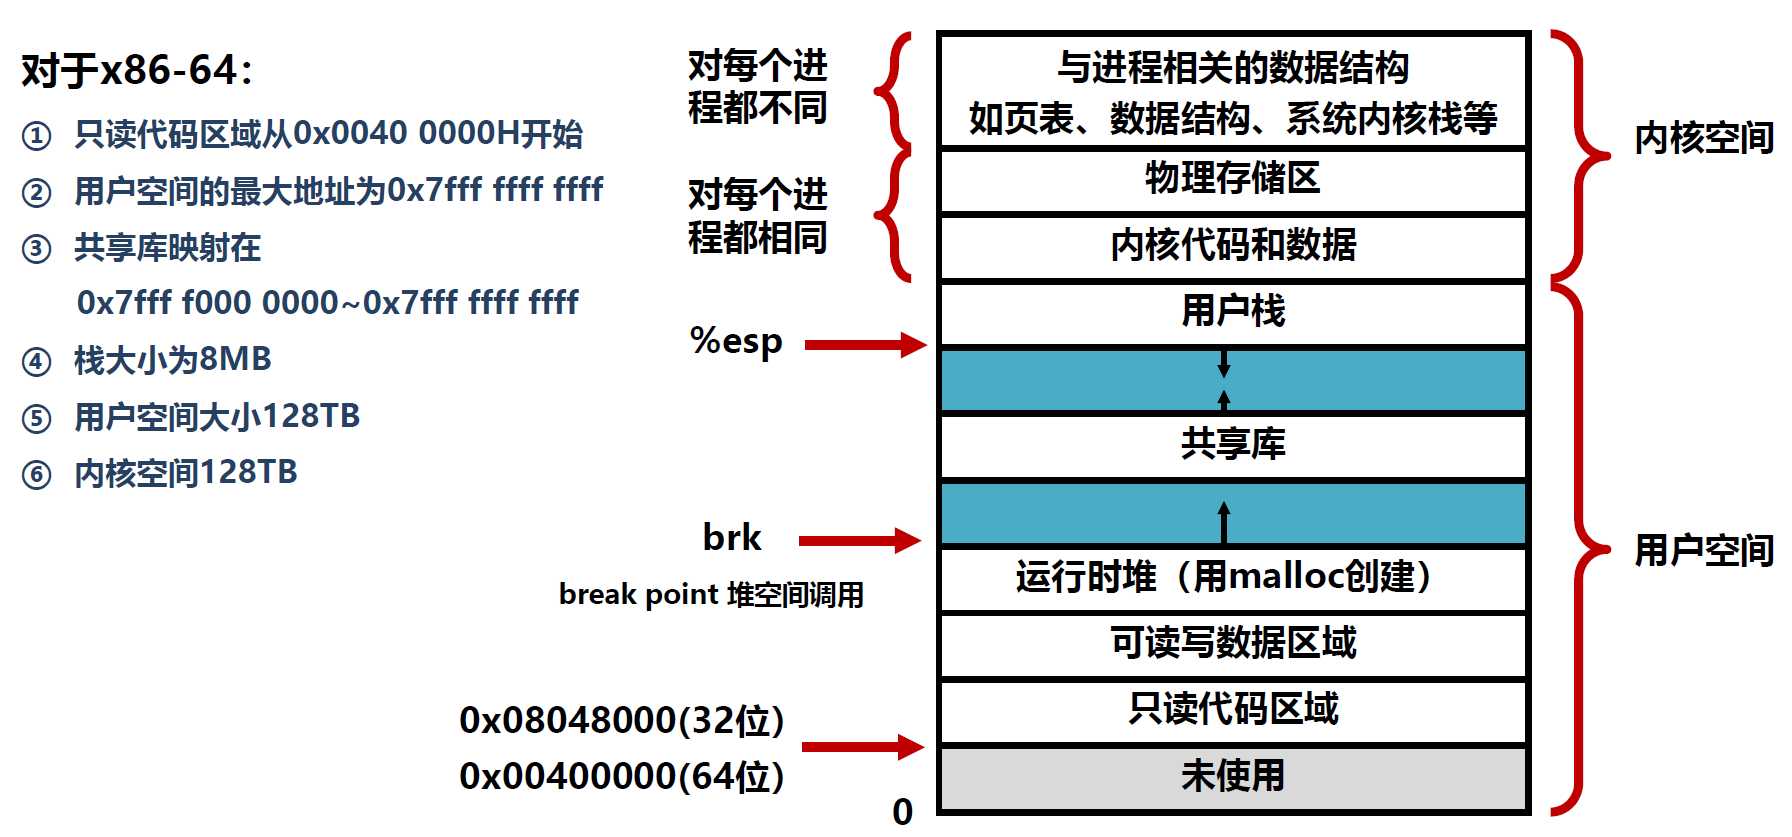 对于x86-64：
① 只读代码区域从0x0040 0000H开始
② 用户空间的最大地址为0x7fff ffff ffff
③ 共享库映射在
0x7fff f000 0000~0x7fff ffff ffff
④ 栈大小为8MB
⑤ 用户空间大小128TB
⑥ 内核空间128TB
对每个进
程都不同
对每个进
程都相同
%esp
brk
break point 堆空间调用
0x08048000(32位)
0x00400000(64位)
0
与进程相关的数据结构
如页表、数据结构、系统内核栈等
物理存储区
内核代码和数据
用户栈
共享库
运行时堆（用malloc创建）
可读写数据区域
只读代码区域
未使用
内核空间
用户空间